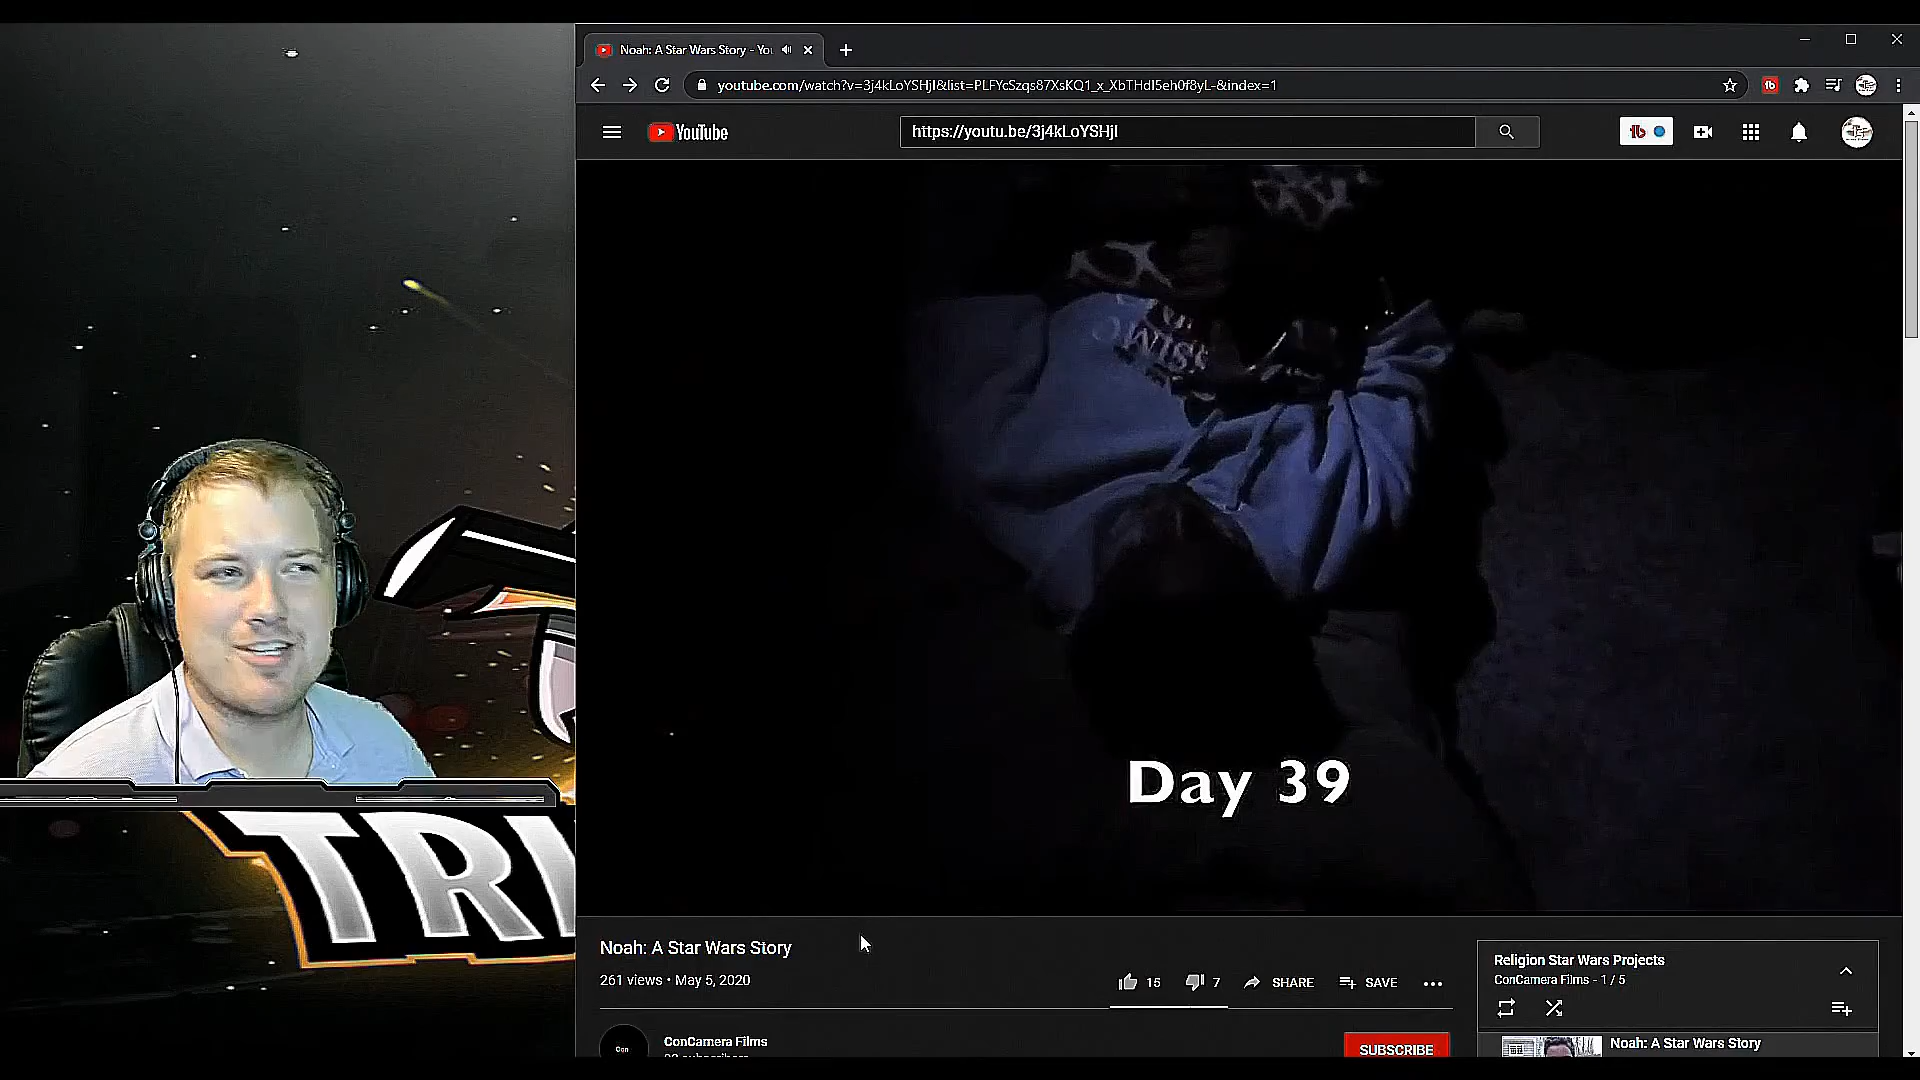 Noah: A Star Wars Story - You
youtube.com/watch?v=3j4kLoYSHjI&list=PLFYcSzqs87XsKQ1_x_XbTHdI5eh0f8yL-&index=1
YouTube
https://youtu.be/3j4kLoYSHjI
WISE
Day 39
TRI
Noah: A Star Wars Story
261 views • May 5, 2020
15
7
SHARE
SAVE
Religion Star Wars Projects
ConCamera Films - 1 / 5
Con
ConCamera Films
SUBSCRIBE
Noah: A Star Wars Story